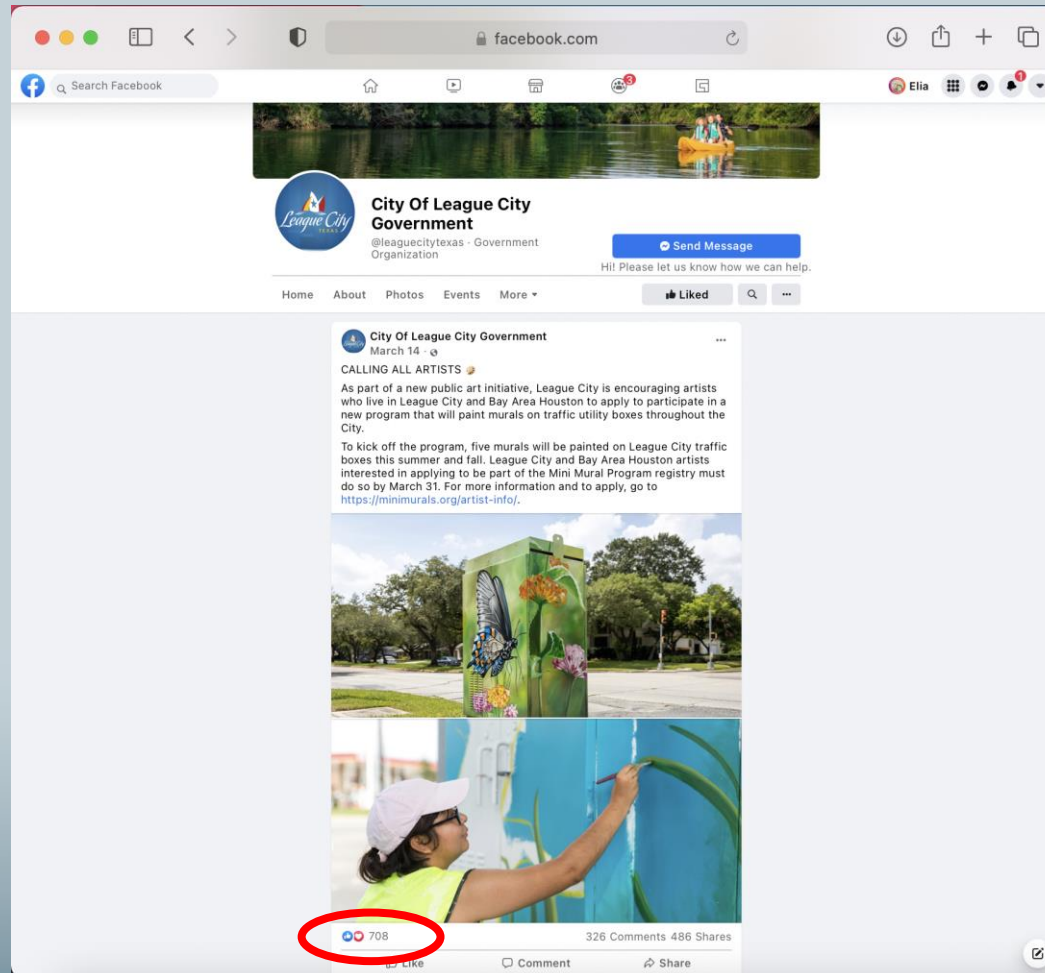 facebook.com
Search Facebook
3
Elia
1
League City
TEXAS
City Of League City
Government
@leaguecitytexas · Government
Organization
Send Message
Hi! Please let us know how we can help.
Home About Photos Events More
Liked
City Of League City Government
March 14 ·
CALLING ALL ARTISTS
As part of a new public art initiative, League City is encouraging artists
who live in League City and Bay Area Houston to apply to participate in a
new program that will paint murals on traffic utility boxes throughout the
City.
To kick off the program, five murals will be painted on League City traffic
boxes this summer and fall. League City and Bay Area Houston artists
interested in applying to be part of the Mini Mural Program registry must
do so by March 31. For more information and to apply, go to
https://minimurals.org/artist-info/.
708
326 Comments 486 Shares
Like Comment Share